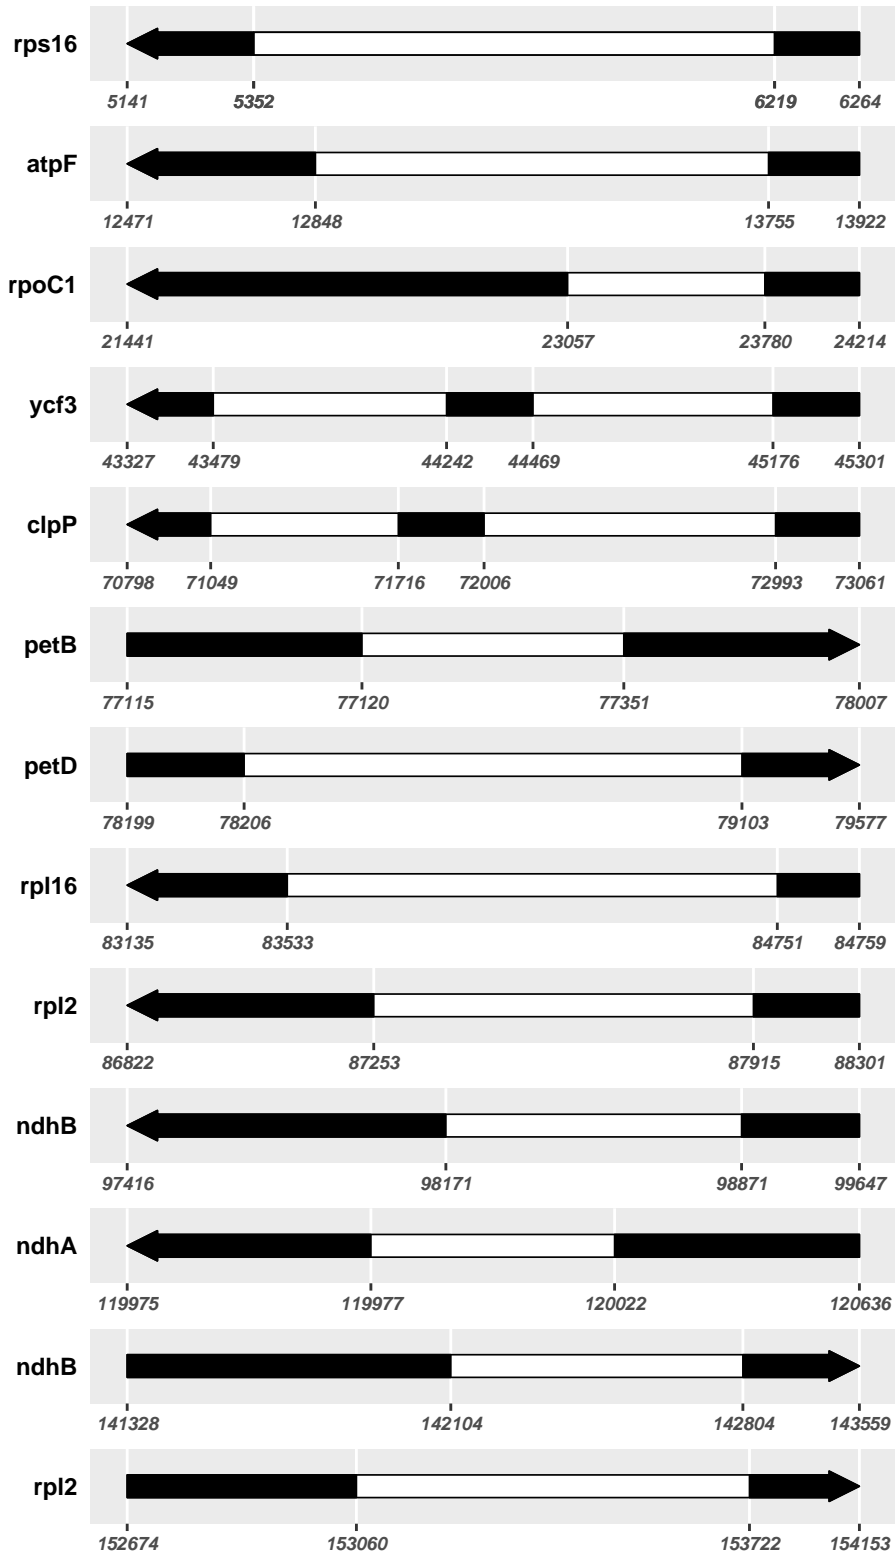 rps16
5141 5352 6219 6264
atpF
12471 12848 13755 13922
rpoC1
21441 23057 23780 24214
ycf3
43327 43479 44242 44469 45176 45301
clpP
70798 71049 71716 72006 72993 73061
petB
77115 77120 77351 78007
petD
78199 78206 79103 79577
rpl16
83135 83533 84751 84759
rpl2
86822 87253 87915 88301
ndhB
97416 98171 98871 99647
ndhA
119975 119977 120022 120636
ndhB
141328 142104 142804 143559
rpl2
152674 153060 153722 154153